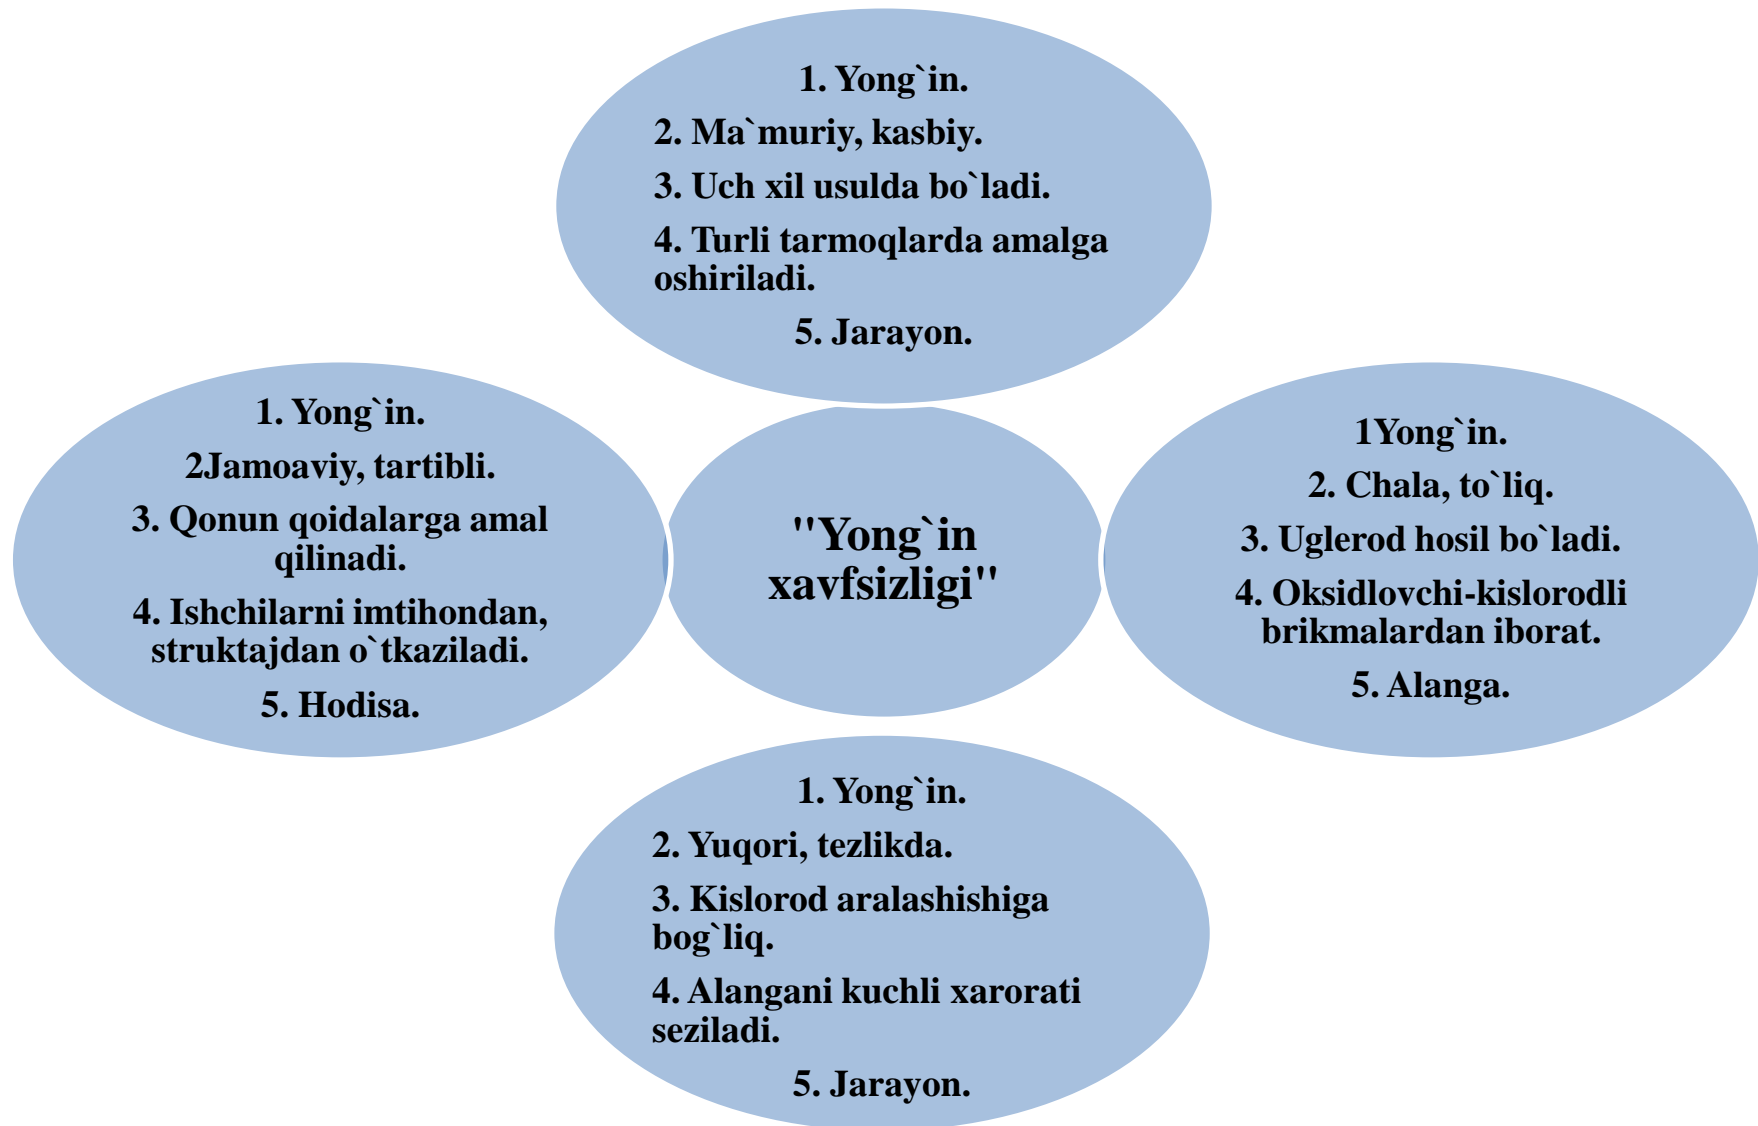 1. Yong`in.
2. Ma`muriy, kasbiy.
3. Uch xil usulda bo`ladi.
4. Turli tarmoqlarda amalga
oshiriladi.
5. Jarayon.
1. Yong`in.
2Jamoaviy, tartibli.
3. Qonun qoidalarga amal
qilinadi.
4. Ishchilarni imtihondan,
struktajdan o`tkaziladi.
5. Hodisa.
"Yong`in
xavfsizligi"
1Yong`in.
2. Chala, to`liq.
3. Uglerod hosil bo`ladi.
4. Oksidlovchi-kislorodli
brikmalardan iborat.
5. Alanga.
1. Yong`in.
2. Yuqori, tezlikda.
3. Kislorod aralashishiga
bog`liq.
4. Alangani kuchli xarorati
seziladi.
5. Jarayon.